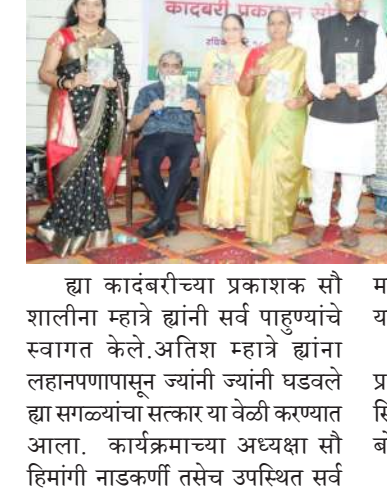 कादंबरी प्रकाशन
ह्या कादंबरीच्या प्रकाशक सौ
शालीना म्हात्रे ह्यांनी सर्व पाहुण्यांचे
स्वागत केले.अतिश म्हात्रे ह्यांना
लहानपणापासून ज्यांनी ज्यांनी घडवले
ह्या सगळ्यांचा सत्कार या वेळी करण्यात
आला. कार्यक्रमाच्या अध्यक्षा सौ
हिमांगी नाडकर्णी तसेच उपस्थित सर्व